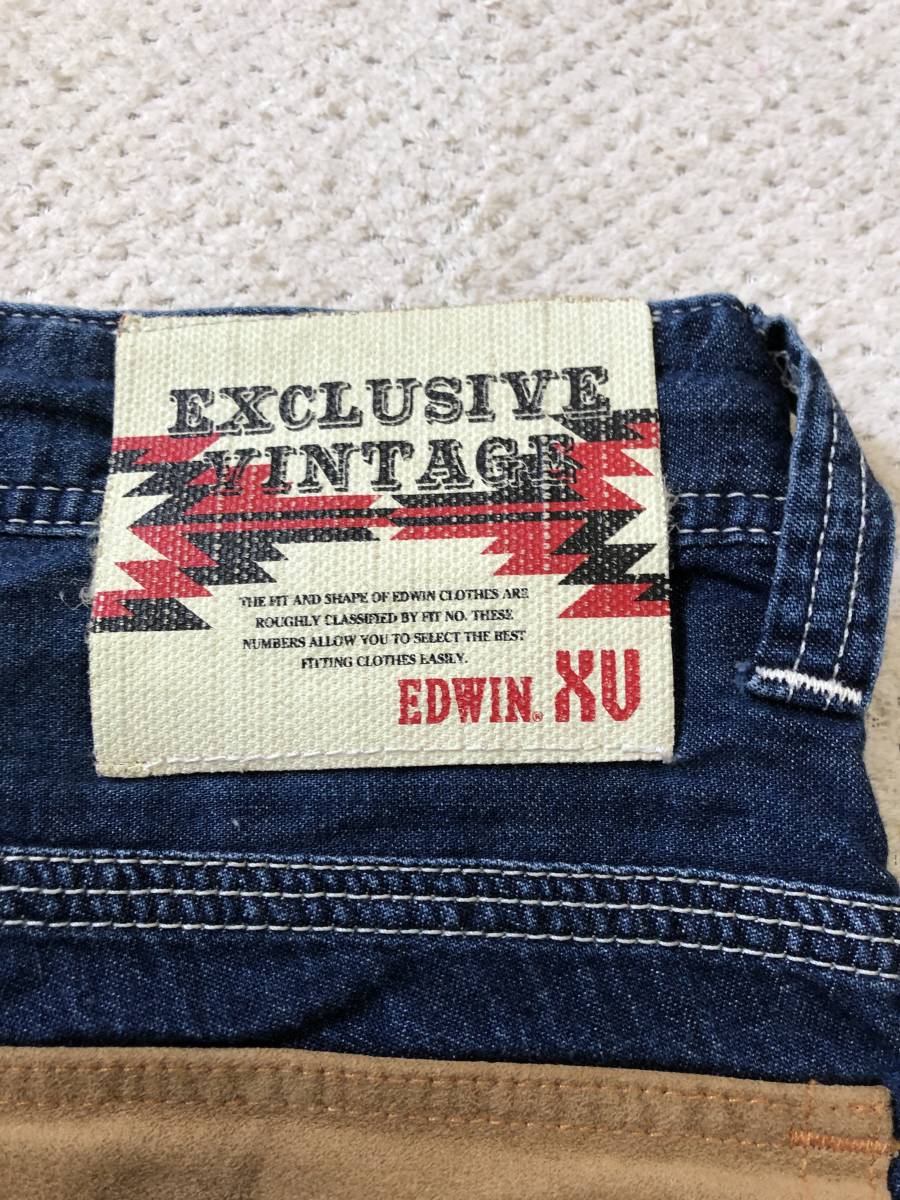 EXCLUSIVE
VINTAGE
THE FIT AND SHAPE OF EDWIN CLOTHES ARE
ROUGHLY CLASSIFIED BY FIT NO. THESE
NUMBERS ALLOW YOU TO SELECT THE BEST
FITTING CLOTHES EASILY.
EDWIN® XV